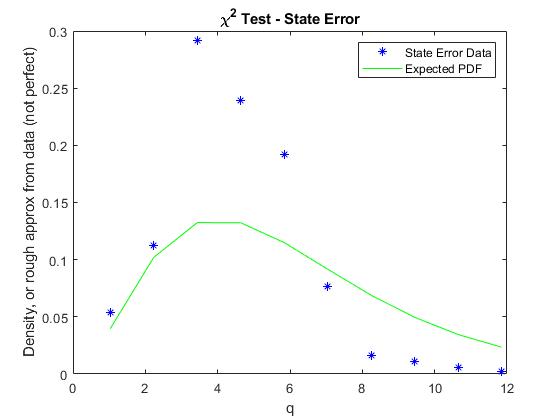 χ² Test - State Error
State Error Data
Expected PDF
Density, or rough approx from data (not perfect)
0.3
0.25
0.2
0.15
0.1
0.05
0
0 2 4 6 8 10 12
q